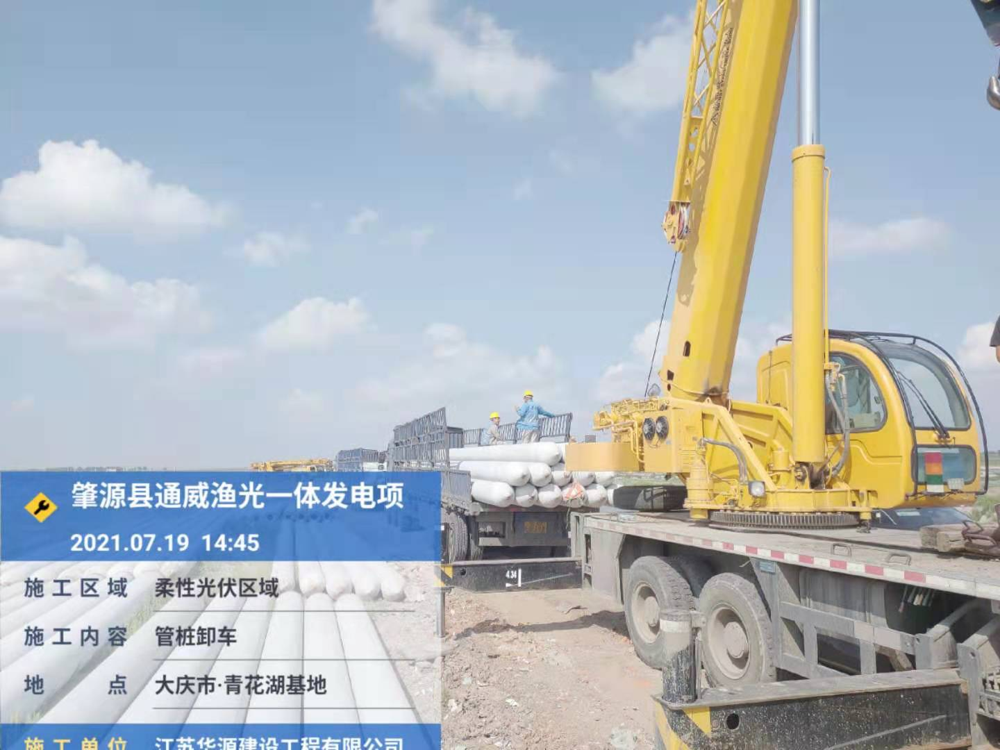 肇源县通威渔光一体发电项
2021.07.19 14:45
施工区域 柔性光伏区域
施工内容 管桩卸车
地点 大庆市·青花湖基地
施工单位 江苏华源建设工程有限公司
4.34